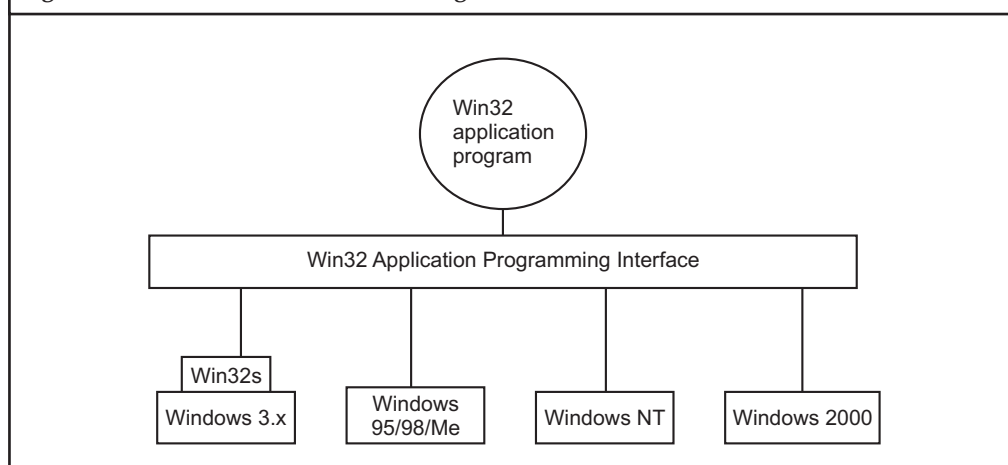 Win32
application
program
Win32 Application Programming Interface
Win32s
Windows 3.x
Windows
95/98/Me
Windows NT
Windows 2000